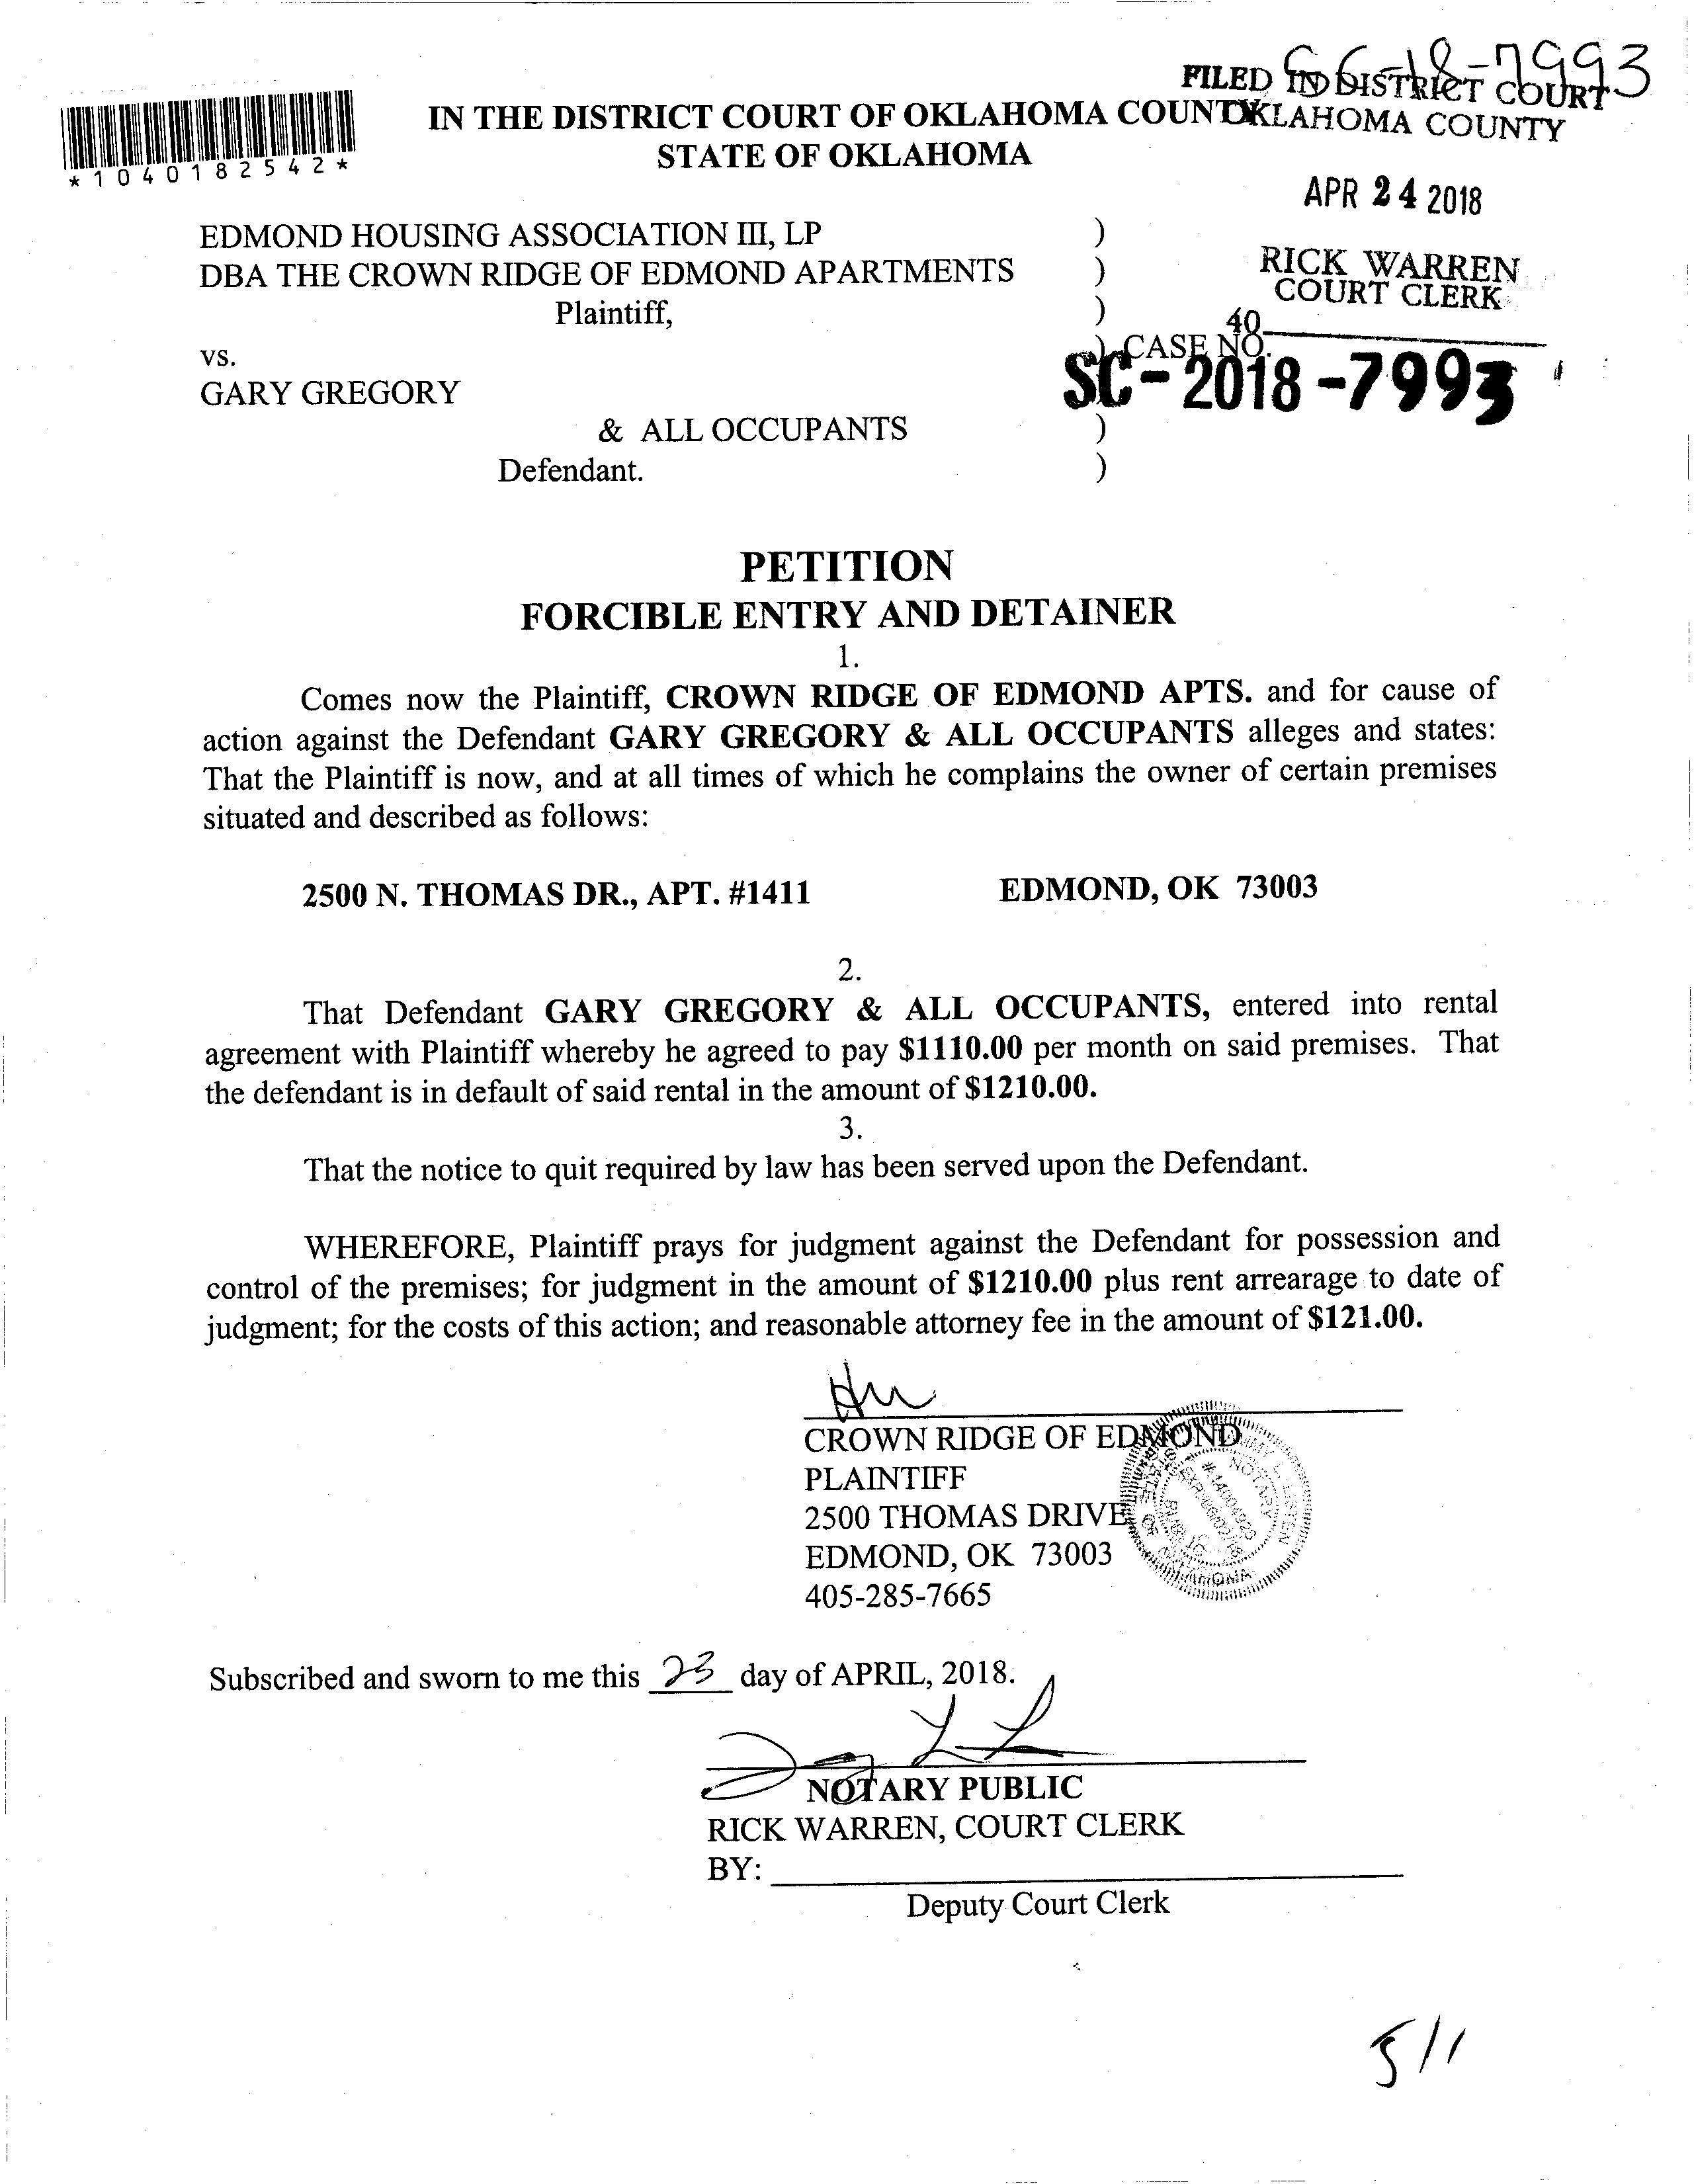 SC-18-7993
FILED IN DISTRICT COURT
OKLAHOMA COUNTY
IN THE DISTRICT COURT OF OKLAHOMA COUNTY
STATE OF OKLAHOMA
*1040182542*
APR 24 2018
EDMOND HOUSING ASSOCIATION III, LP )
DBA THE CROWN RIDGE OF EDMOND APARTMENTS )
RICK WARREN
COURT CLERK
Plaintiff, )
40
vs. ) CASE NO.
SC-2018-7993
GARY GREGORY
& ALL OCCUPANTS )
Defendant. )
PETITION
FORCIBLE ENTRY AND DETAINER
1.
Comes now the Plaintiff, CROWN RIDGE OF EDMOND APTS. and for cause of
action against the Defendant GARY GREGORY & ALL OCCUPANTS alleges and states:
That the Plaintiff is now, and at all times of which he complains the owner of certain premises
situated and described as follows:
2500 N. THOMAS DR., APT. #1411 EDMOND, OK 73003
2.
That Defendant GARY GREGORY & ALL OCCUPANTS, entered into rental
agreement with Plaintiff whereby he agreed to pay $1110.00 per month on said premises. That
the defendant is in default of said rental in the amount of $1210.00.
3.
That the notice to quit required by law has been served upon the Defendant.
WHEREFORE, Plaintiff prays for judgment against the Defendant for possession and
control of the premises; for judgment in the amount of $1210.00 plus rent arrearage to date of
judgment; for the costs of this action; and reasonable attorney fee in the amount of $121.00.
CROWN RIDGE OF EDMOND
PLAINTIFF
2500 THOMAS DRIVE
EDMOND, OK 73003
405-285-7665
NOTARY
STATE OF OKLAHOMA
Subscribed and sworn to me this 23 day of APRIL, 2018.
NOTARY PUBLIC
RICK WARREN, COURT CLERK
BY:
Deputy Court Clerk
511